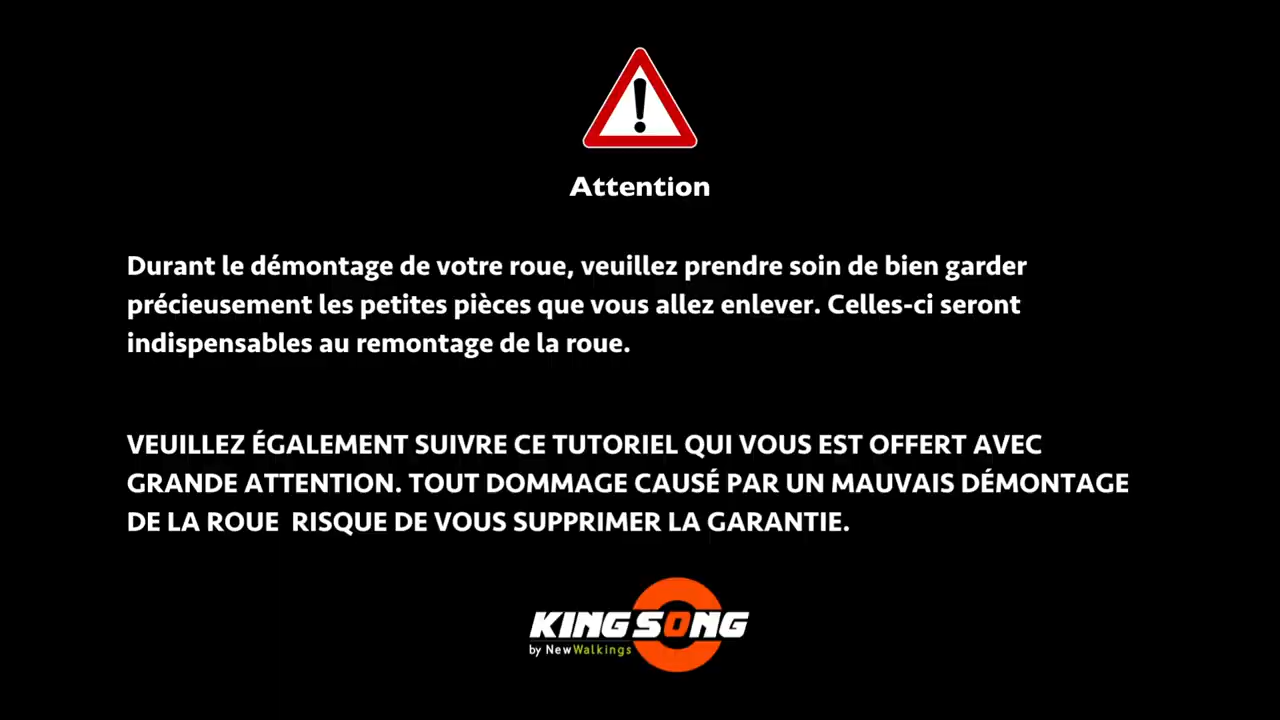 Attention
Durant le démontage de votre roue, veuillez prendre soin de bien garder
précieusement les petites pièces que vous allez enlever. Celles-ci seront
indispensables au remontage de la roue.
VEUILLEZ ÉGALEMENT SUIVRE CE TUTORIEL QUI VOUS EST OFFERT AVEC
GRANDE ATTENTION. TOUT DOMMAGE CAUSÉ PAR UN MAUVAIS DÉMONTAGE
DE LA ROUE  RISQUE DE VOUS SUPPRIMER LA GARANTIE.
KINGSONG
by NewWalkings